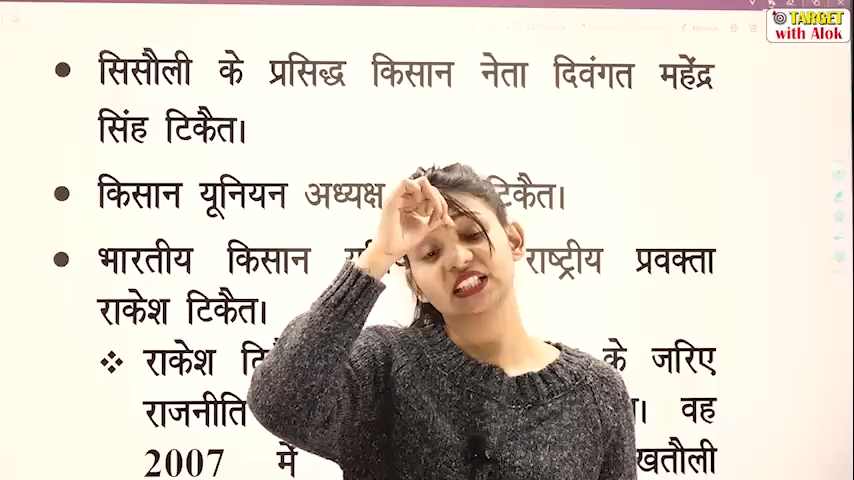 TARGET
with Alok
सिसौली के प्रसिद्ध किसान नेता दिवंगत महेंद्र
सिंह टिकैत।
किसान यूनियन अध्यक्ष टिकैत।
भारतीय किसान राष्ट्रीय प्रवक्ता
राकेश टिकैत।
राकेश के जरिए
राजनीति वह
2007 में खतौली